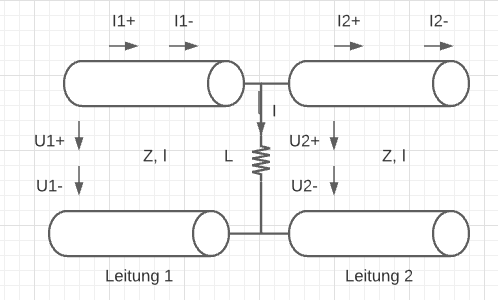 I1+ I1- I2+ I2-
I
U1+ Z, l L U2+ Z, l
U1- U2-
Leitung 1 Leitung 2